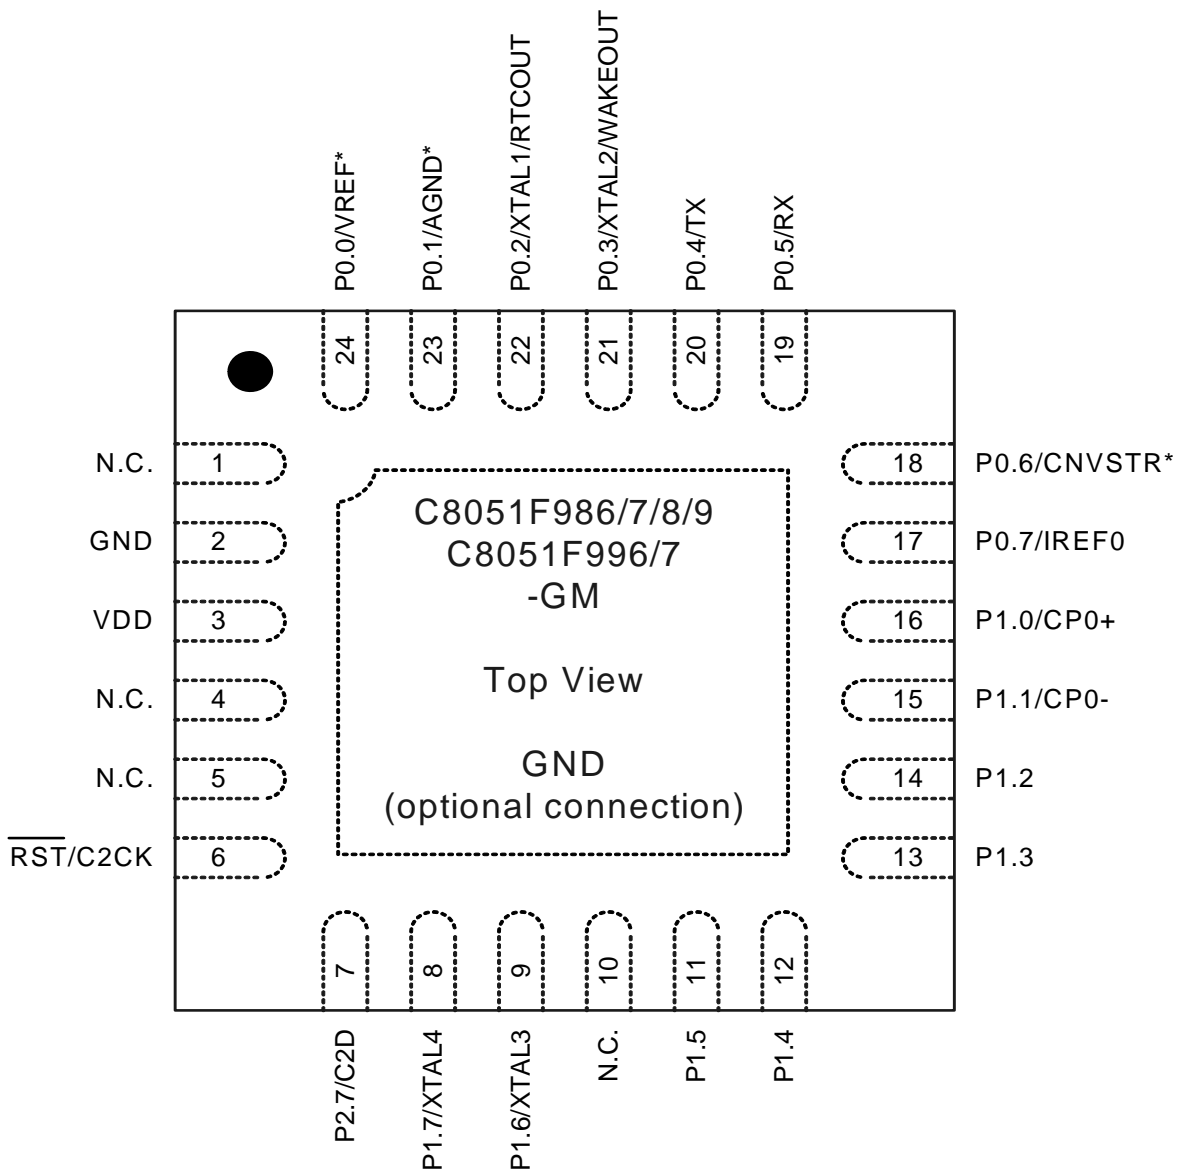 P0.0/VREF*
P0.1/AGND*
P0.2/XTAL1/RTCOUT
P0.3/XTAL2/WAKEOUT
P0.4/TX
P0.5/RX
24
23
22
21
20
19
N.C.
1
GND
2
VDD
3
N.C.
4
N.C.
5
RST/C2CK
6
C8051F986/7/8/9
C8051F996/7
-GM
Top View
GND
(optional connection)
18
P0.6/CNVSTR*
17
P0.7/IREF0
16
P1.0/CP0+
15
P1.1/CP0-
14
P1.2
13
P1.3
7
8
9
10
11
12
P2.7/C2D
P1.7/XTAL4
P1.6/XTAL3
N.C.
P1.5
P1.4